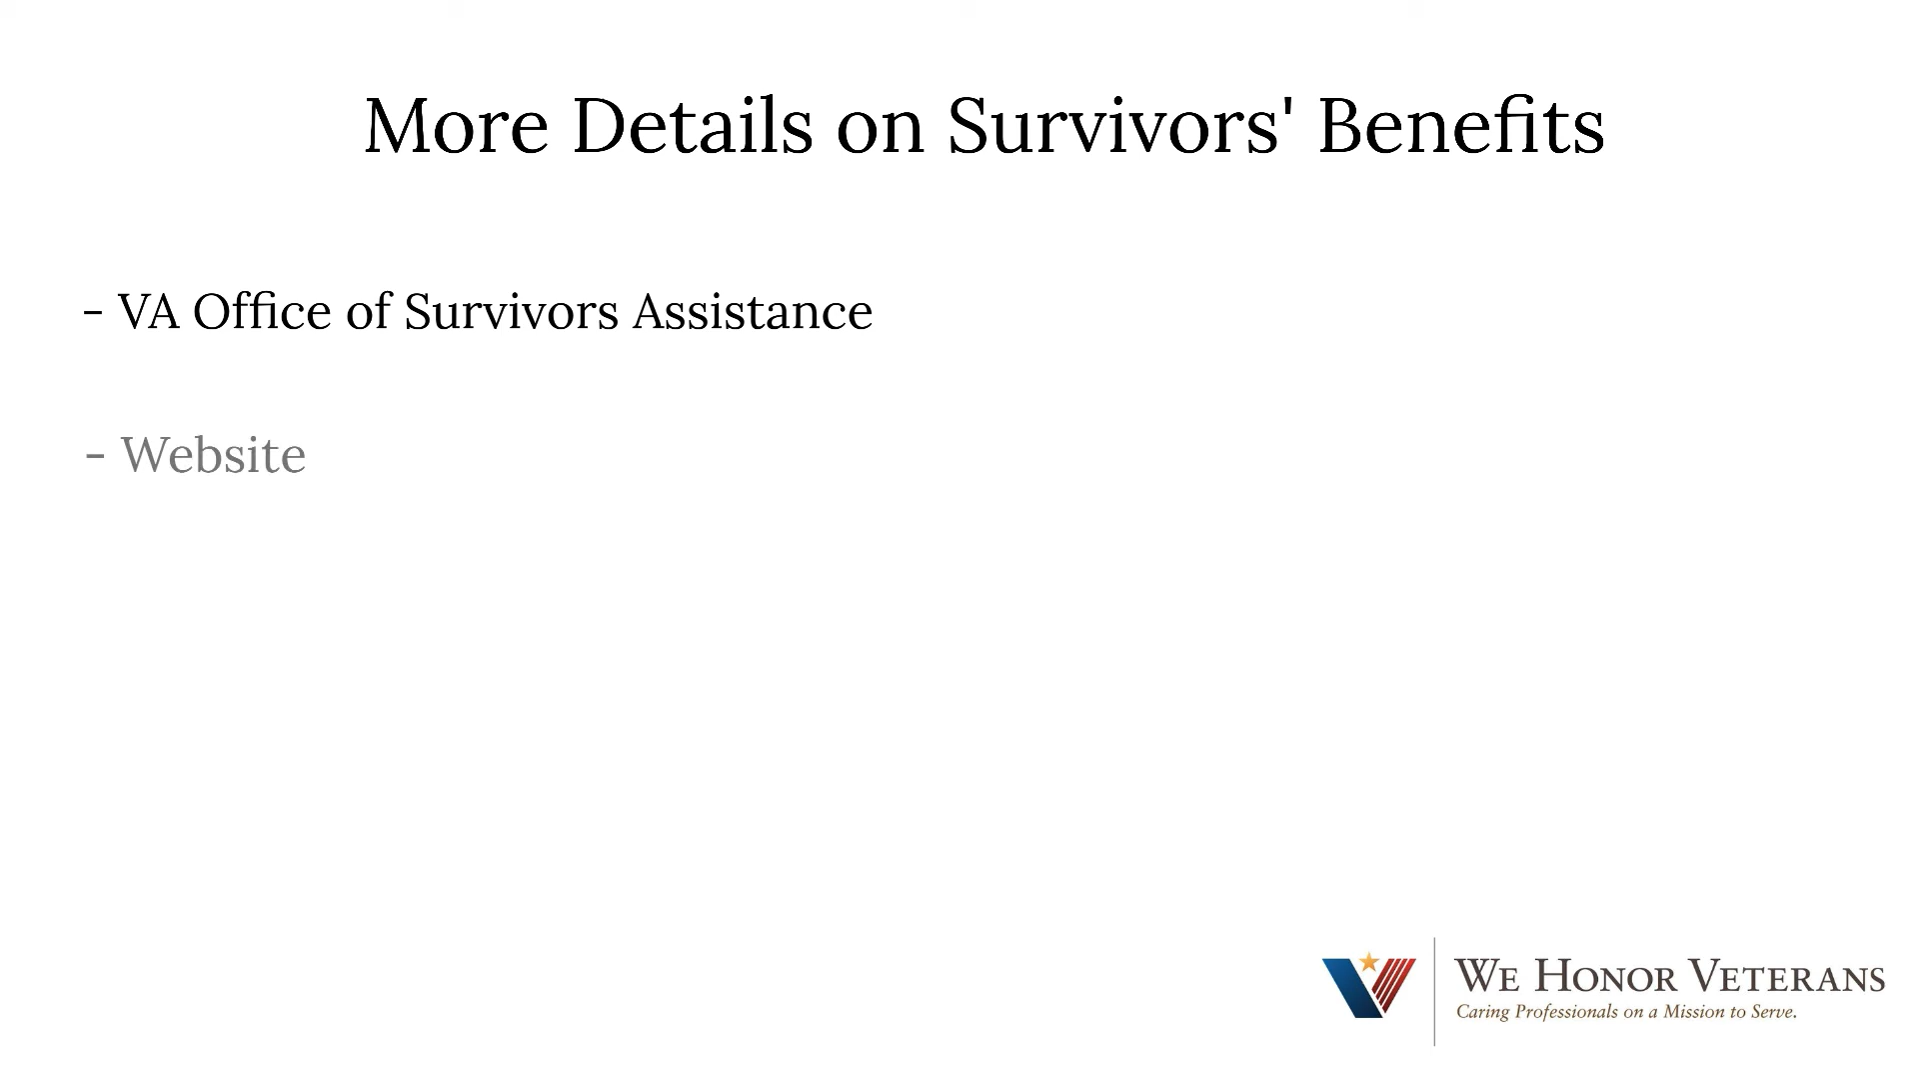 More Details on Survivors' Benefits
- VA Office of Survivors Assistance
- Website
WE HONOR VETERANS
Caring Professionals on a Mission to Serve.